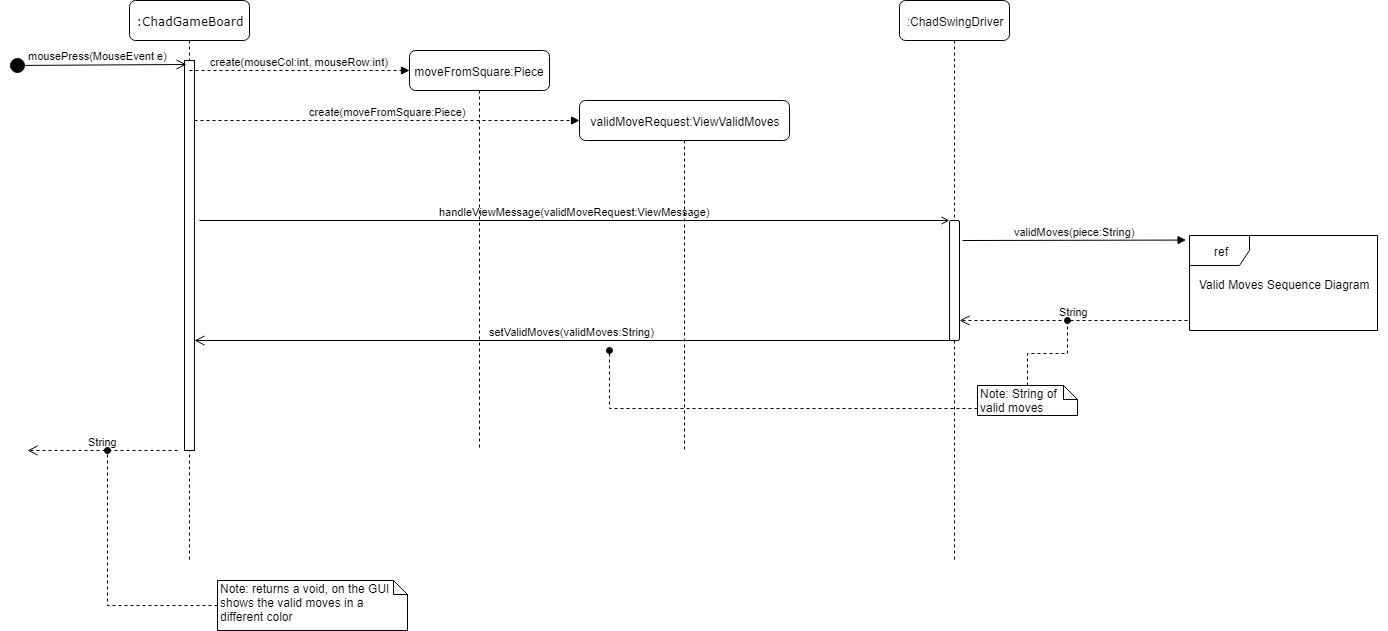 :ChadGameBoard
:ChadSwingDriver
mousePress(MouseEvent e)
create(mouseCol:int, mouseRow:int)
moveFromSquare:Piece
create(moveFromSquare:Piece)
validMoveRequest:ViewValidMoves
handleViewMessage(validMoveRequest:ViewMessage)
validMoves(piece:String)
ref
Valid Moves Sequence Diagram
String
setValidMoves(validMoves:String)
Note: String of
valid moves
String
Note: returns a void, on the GUI
shows the valid moves in a
different color